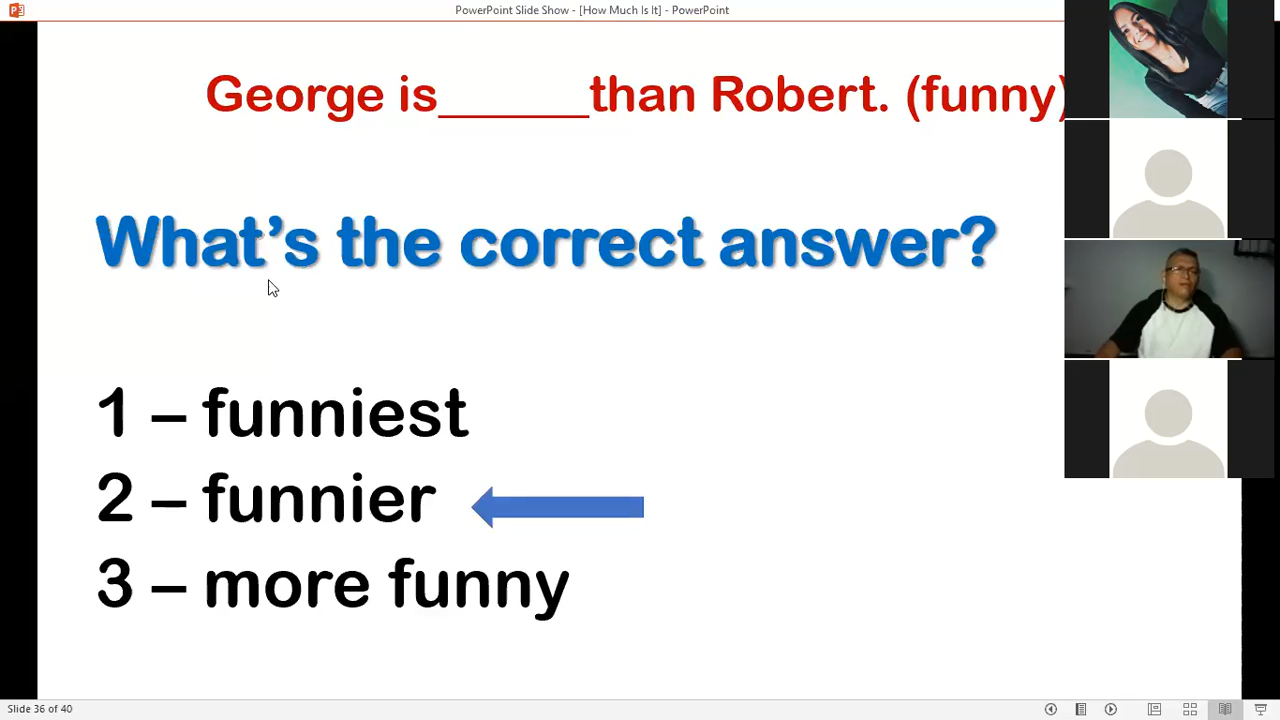 PowerPoint Slide Show - [How Much Is It] - PowerPoint
George is______than Robert. (funny)
What's the correct answer?
1 – funniest
2 – funnier
3 – more funny
Slide 36 of 40